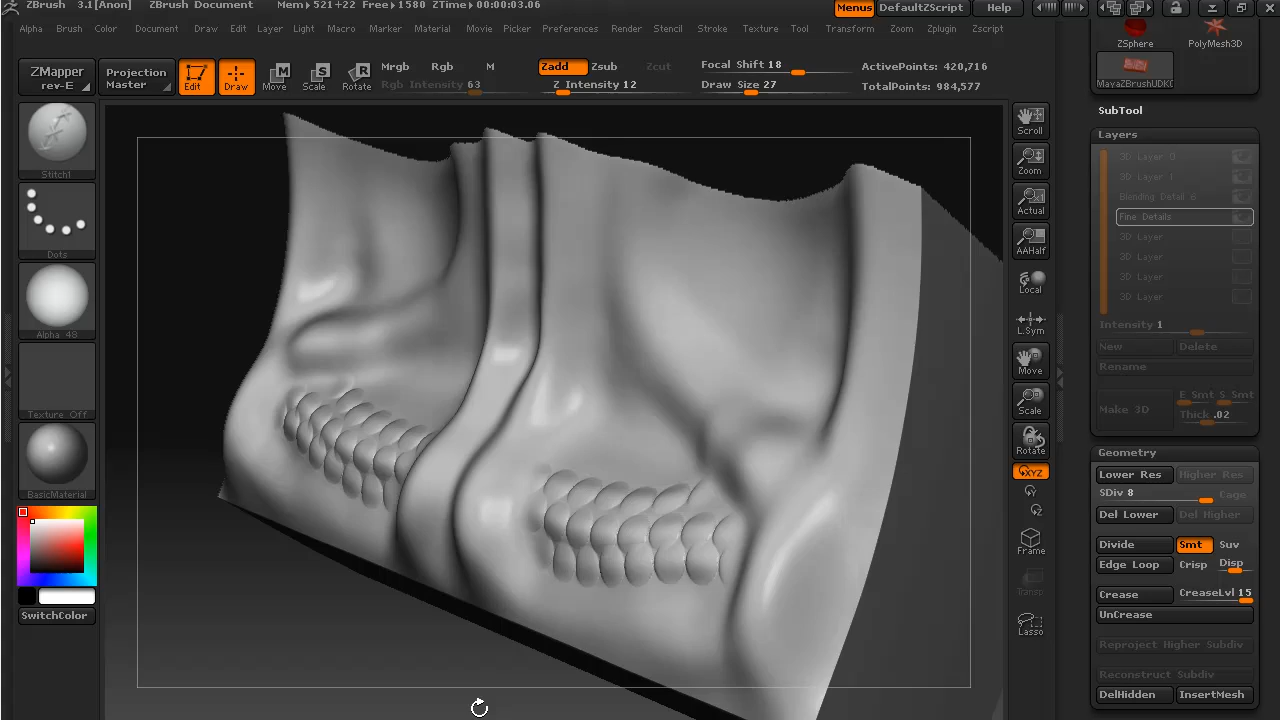 ZBrush 3.1[Anon] ZBrush Document Mem▸521+22 Free▸1580 ZTime▸00:00:03.06 Menus DefaultZScript Help
Alpha Brush Color Document Draw Edit Layer Light Macro Marker Material Movie Picker Preferences Render Stencil Stroke Texture Tool Transform Zoom Zplugin Zscript
ZMapper
rev-E
Projection
Master
Edit
Draw
Move
Scale
Rotate
Mrgb Rgb M
Rgb Intensity 63
Zadd Zsub Zcut
Z Intensity 12
Focal Shift 18
Draw Size 27
ActivePoints: 420,716
TotalPoints: 984,577
Stitch1
Dots
Alpha 48
Texture Off
BasicMaterial
SwitchColor
Scroll
Zoom
Actual
AAHalf
Local
L.Sym
Move
Scale
Rotate
XYZ
Y
Z
Frame
Transp
Lasso
ZSphere PolyMesh3D
MayaZBrushUDK(
SubTool
Layers
3D Layer 0
3D Layer 1
Fine Details
3D Layer
3D Layer
3D Layer
3D Layer
Intensity 1
New Delete
Rename
Make 3D
E Smt S Smt
Thick .02
Geometry
Lower Res Higher Res
SDiv 8 Cage
Del Lower Del Higher
Divide Smt Suv
Edge Loop Crisp Disp
Crease CreaseLvl 15
UnCrease
Reproject Higher Subdiv
Reconstruct Subdiv
DelHidden InsertMesh